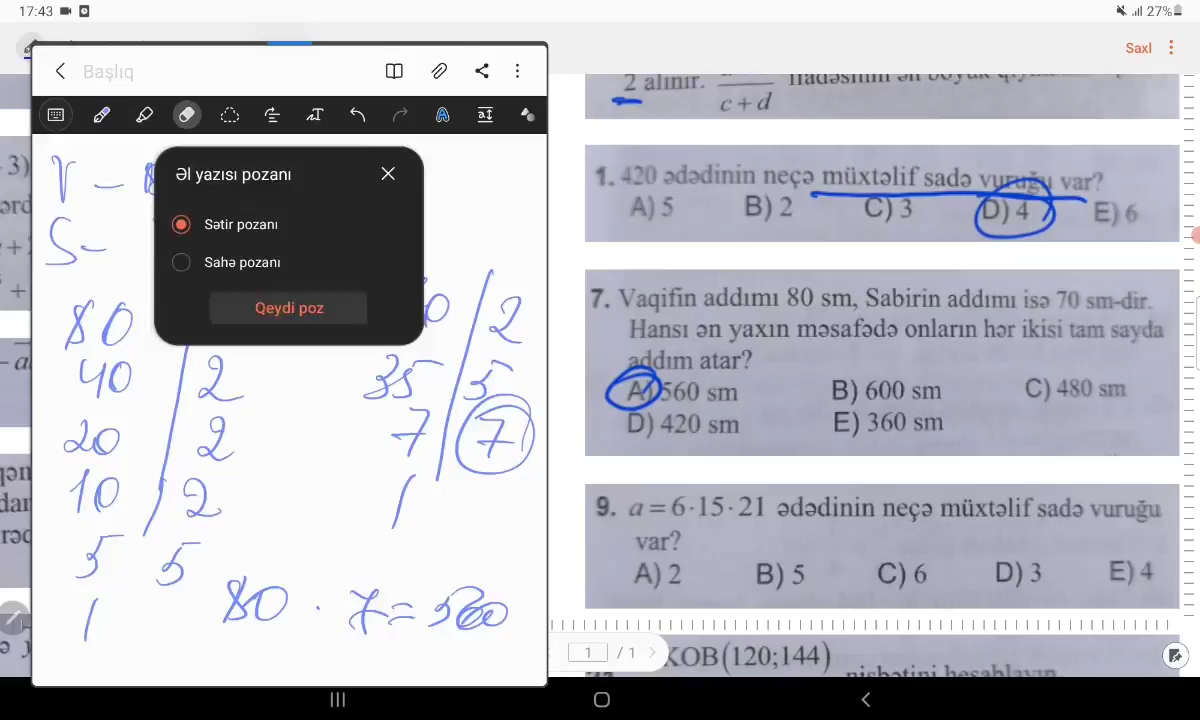 17:43
27%
Saxl
Başlıq
Əl yazısı pozanı
Sətir pozanı
Sahə pozanı
Qeydi poz
V –
S –
80
40 2
20 2
10 2
5 5
1
0 2
35 5
7 7
1
80 · 7 = 560
2 alınır. c + d
1. 420 ədədinin neçə müxtəlif sadə vuruğu var?
A) 5 B) 2 C) 3 D) 4 E) 6
7. Vaqifin addımı 80 sm, Sabirin addımı isə 70 sm-dir.
Hansı ən yaxın məsafədə onların hər ikisi tam sayda
addım atar?
A) 560 sm B) 600 sm C) 480 sm
D) 420 sm E) 360 sm
9. a = 6·15·21 ədədinin neçə müxtəlif sadə vuruğu
var?
A) 2 B) 5 C) 6 D) 3 E) 4
1 / 1
KOB(120;144)
nisbətini hesablayın